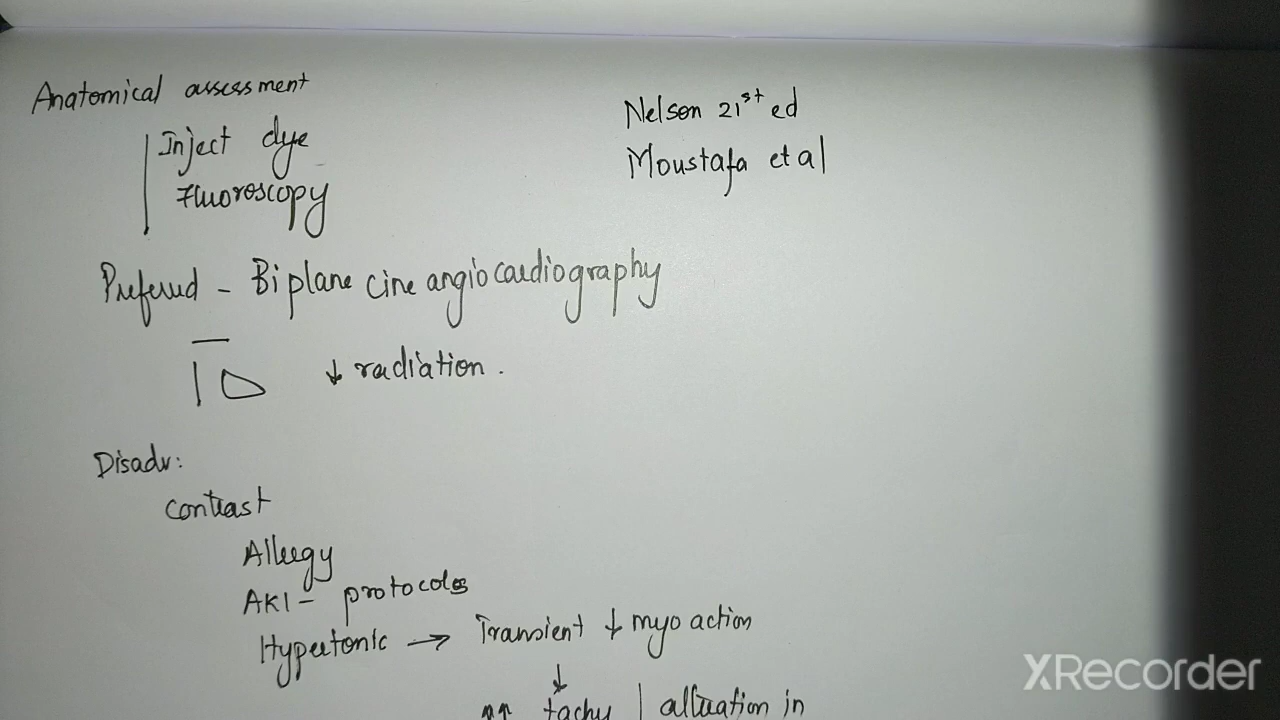 Anatomical assessment
Inject dye
Fluoroscopy
Nelson 21st ed
Moustafa et al
Preferred - Biplane cine angiocardiography
↓ radiation.
Disadv:
Contrast
Allergy
AKI - protocols
Hypertonic → Transient ↓ myo action
↓
tachy | alteration in
XRecorder